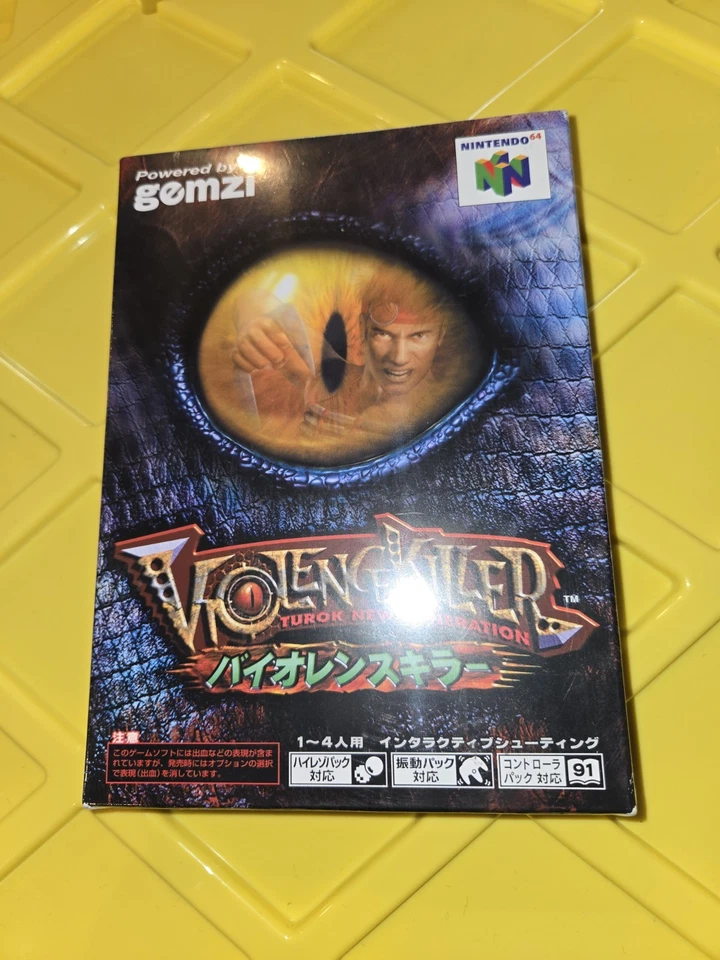 Powered by
gemzi
NINTENDO 64
VIOLENCE KILLER
TM
TUROK NEW GENERATION
バイオレンスキラー
注意
このゲームソフトには出血などの表現が含ま
れていますが、発売時にはオプションの選択
で表現(出血)を消しています。
1〜4人用 インタラクティブシューティング
ハイレゾパック
対応
振動パック
対応
コントローラ
パック 対応
91